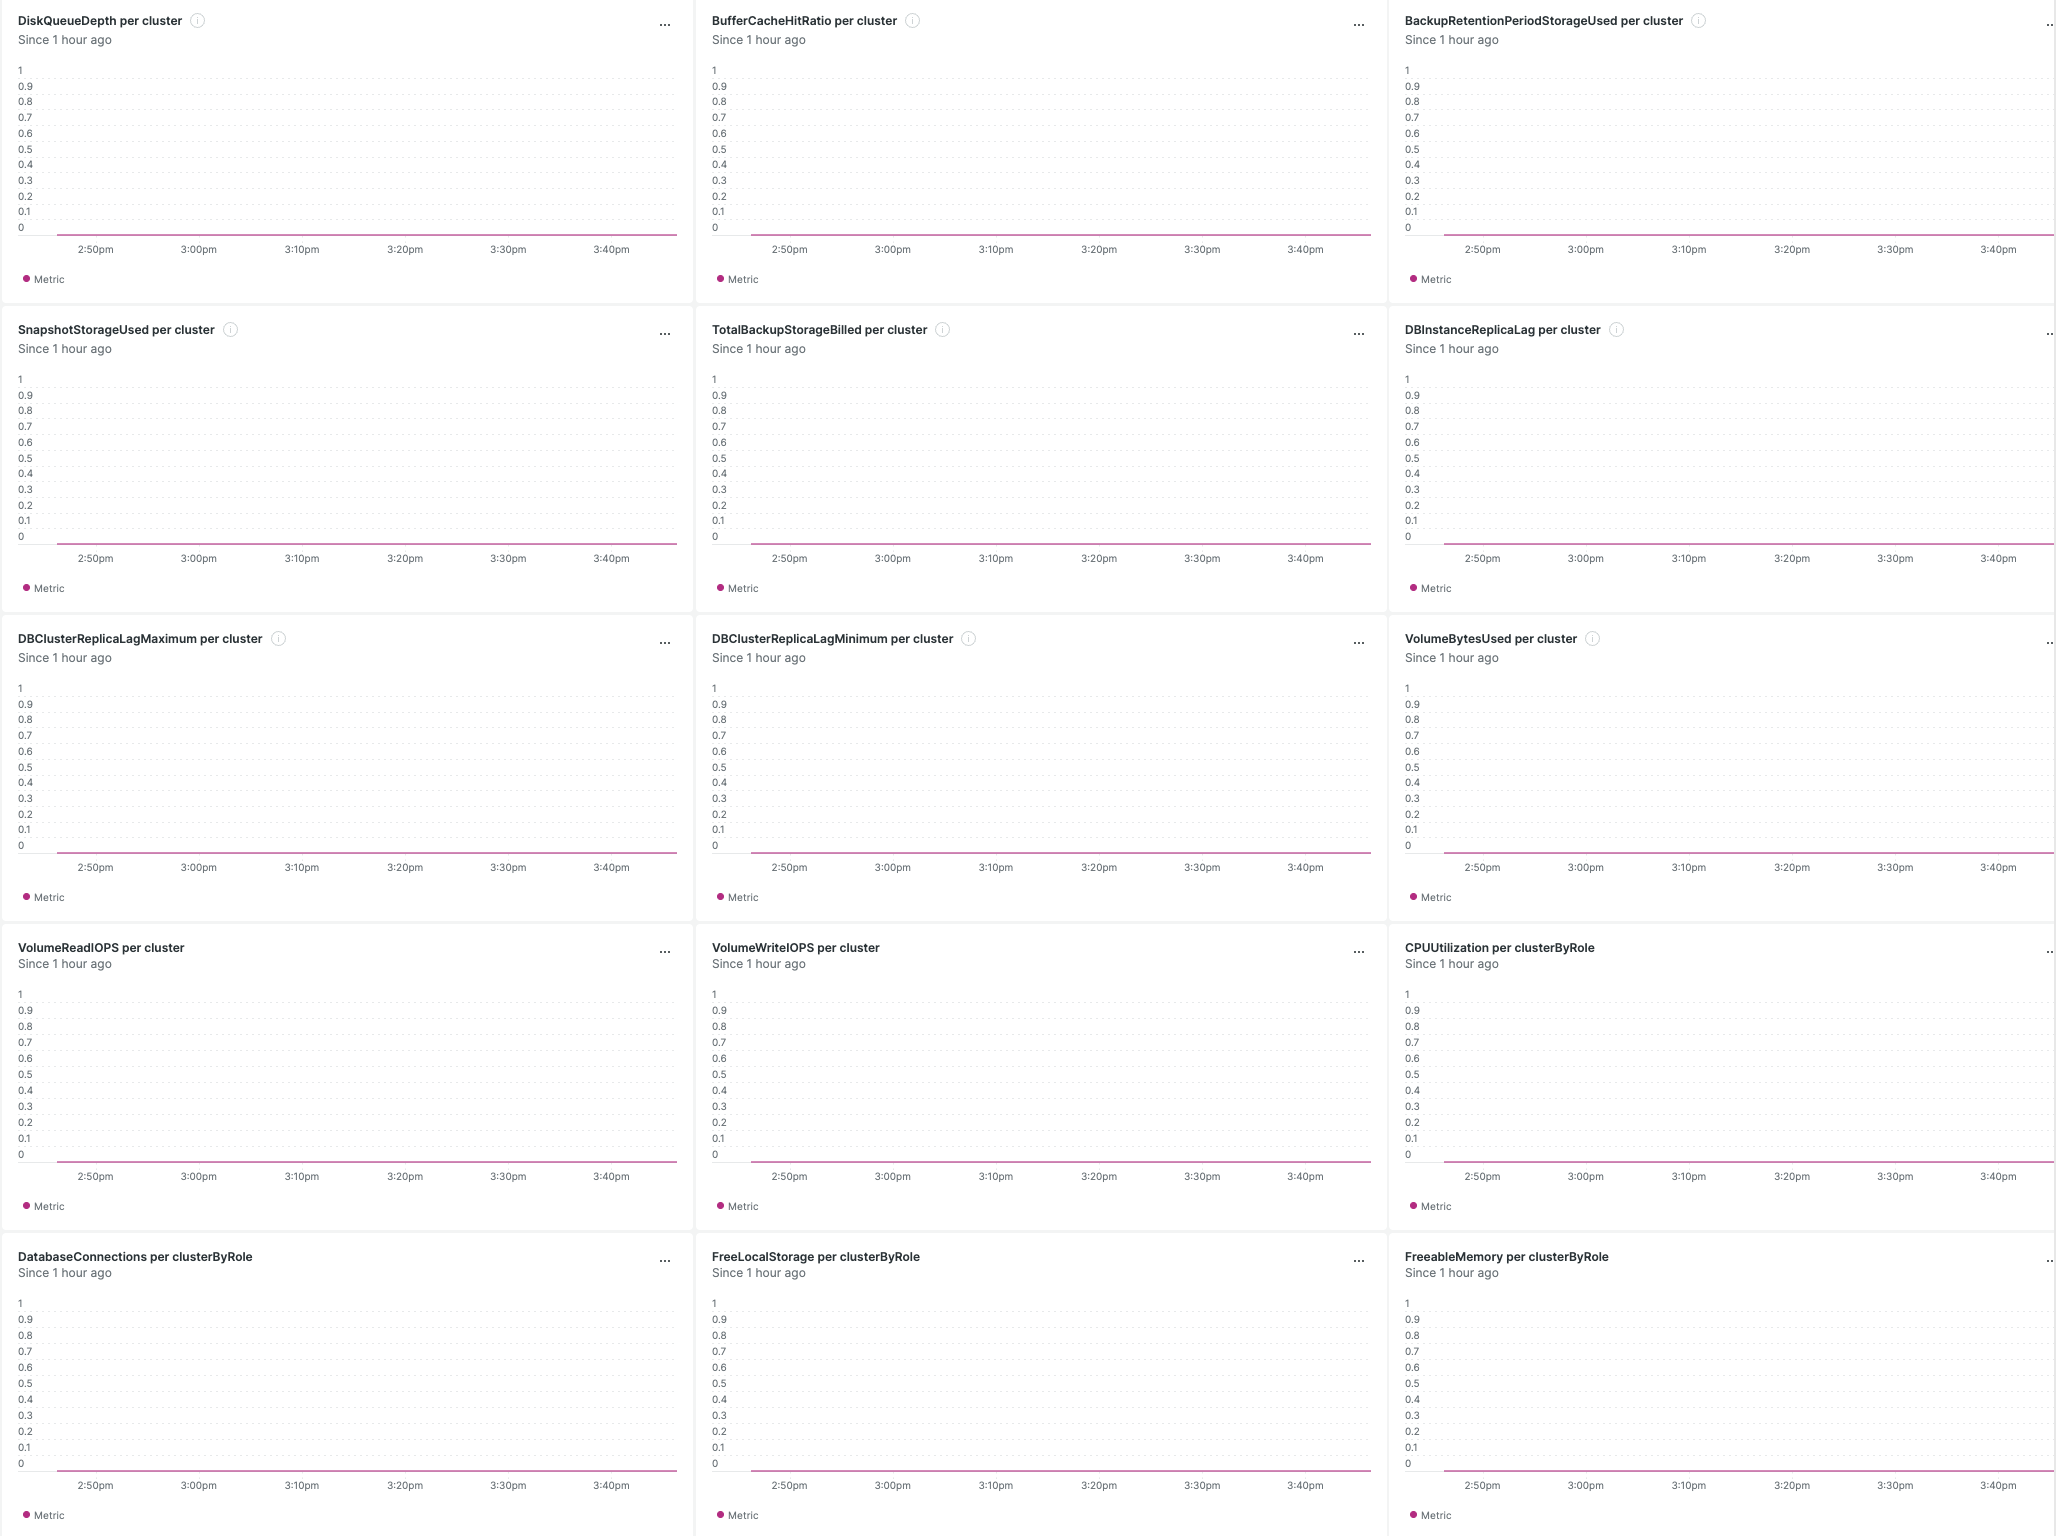 DiskQueueDepth per cluster
Since 1 hour ago
1
0.9
0.8
0.7
0.6
0.5
0.4
0.3
0.2
0.1
0
2:50pm 3:00pm 3:10pm 3:20pm 3:30pm 3:40pm
Metric
BufferCacheHitRatio per cluster
Since 1 hour ago
1
0.9
0.8
0.7
0.6
0.5
0.4
0.3
0.2
0.1
0
2:50pm 3:00pm 3:10pm 3:20pm 3:30pm 3:40pm
Metric
BackupRetentionPeriodStorageUsed per cluster
Since 1 hour ago
1
0.9
0.8
0.7
0.6
0.5
0.4
0.3
0.2
0.1
0
2:50pm 3:00pm 3:10pm 3:20pm 3:30pm 3:40pm
Metric
SnapshotStorageUsed per cluster
Since 1 hour ago
1
0.9
0.8
0.7
0.6
0.5
0.4
0.3
0.2
0.1
0
2:50pm 3:00pm 3:10pm 3:20pm 3:30pm 3:40pm
Metric
TotalBackupStorageBilled per cluster
Since 1 hour ago
1
0.9
0.8
0.7
0.6
0.5
0.4
0.3
0.2
0.1
0
2:50pm 3:00pm 3:10pm 3:20pm 3:30pm 3:40pm
Metric
DBInstanceReplicaLag per cluster
Since 1 hour ago
1
0.9
0.8
0.7
0.6
0.5
0.4
0.3
0.2
0.1
0
2:50pm 3:00pm 3:10pm 3:20pm 3:30pm 3:40pm
Metric
DBClusterReplicaLagMaximum per cluster
Since 1 hour ago
1
0.9
0.8
0.7
0.6
0.5
0.4
0.3
0.2
0.1
0
2:50pm 3:00pm 3:10pm 3:20pm 3:30pm 3:40pm
Metric
DBClusterReplicaLagMinimum per cluster
Since 1 hour ago
1
0.9
0.8
0.7
0.6
0.5
0.4
0.3
0.2
0.1
0
2:50pm 3:00pm 3:10pm 3:20pm 3:30pm 3:40pm
Metric
VolumeBytesUsed per cluster
Since 1 hour ago
1
0.9
0.8
0.7
0.6
0.5
0.4
0.3
0.2
0.1
0
2:50pm 3:00pm 3:10pm 3:20pm 3:30pm 3:40pm
Metric
VolumeReadIOPS per cluster
Since 1 hour ago
1
0.9
0.8
0.7
0.6
0.5
0.4
0.3
0.2
0.1
0
2:50pm 3:00pm 3:10pm 3:20pm 3:30pm 3:40pm
Metric
VolumeWriteIOPS per cluster
Since 1 hour ago
1
0.9
0.8
0.7
0.6
0.5
0.4
0.3
0.2
0.1
0
2:50pm 3:00pm 3:10pm 3:20pm 3:30pm 3:40pm
Metric
CPUUtilization per clusterByRole
Since 1 hour ago
1
0.9
0.8
0.7
0.6
0.5
0.4
0.3
0.2
0.1
0
2:50pm 3:00pm 3:10pm 3:20pm 3:30pm 3:40pm
Metric
DatabaseConnections per clusterByRole
Since 1 hour ago
1
0.9
0.8
0.7
0.6
0.5
0.4
0.3
0.2
0.1
0
2:50pm 3:00pm 3:10pm 3:20pm 3:30pm 3:40pm
Metric
FreeLocalStorage per clusterByRole
Since 1 hour ago
1
0.9
0.8
0.7
0.6
0.5
0.4
0.3
0.2
0.1
0
2:50pm 3:00pm 3:10pm 3:20pm 3:30pm 3:40pm
Metric
FreeableMemory per clusterByRole
Since 1 hour ago
1
0.9
0.8
0.7
0.6
0.5
0.4
0.3
0.2
0.1
0
2:50pm 3:00pm 3:10pm 3:20pm 3:30pm 3:40pm
Metric